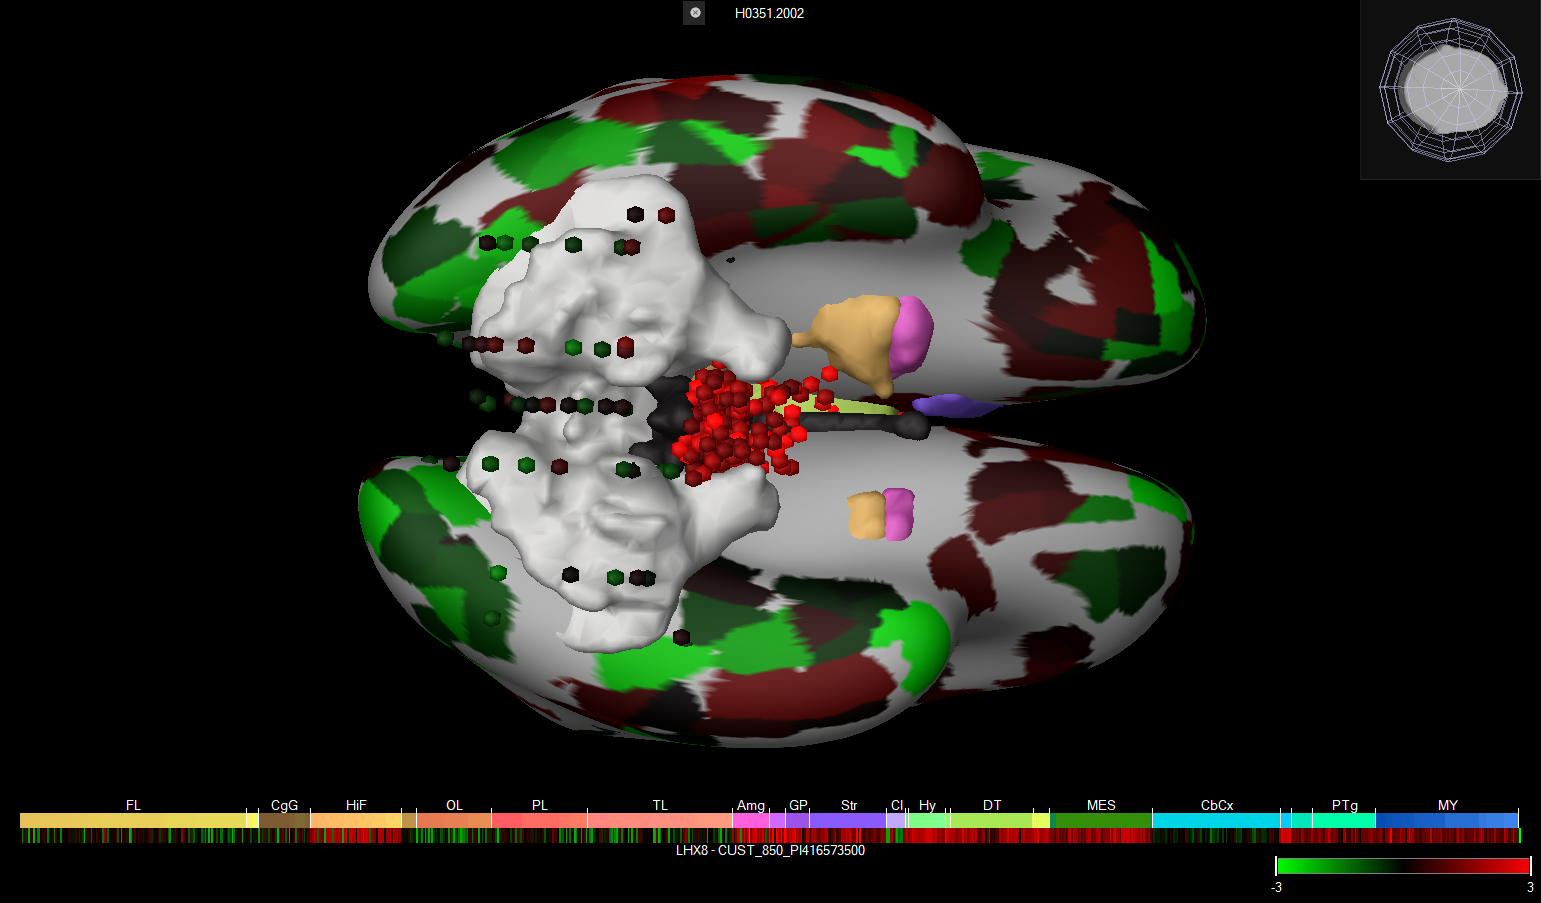 H0351.2002
FL CgG HiF OL PL TL Amg GP Str Cl Hy DT MES CbCx PTg MY
LHX8 - CUST_850_PI416573500
-3 3